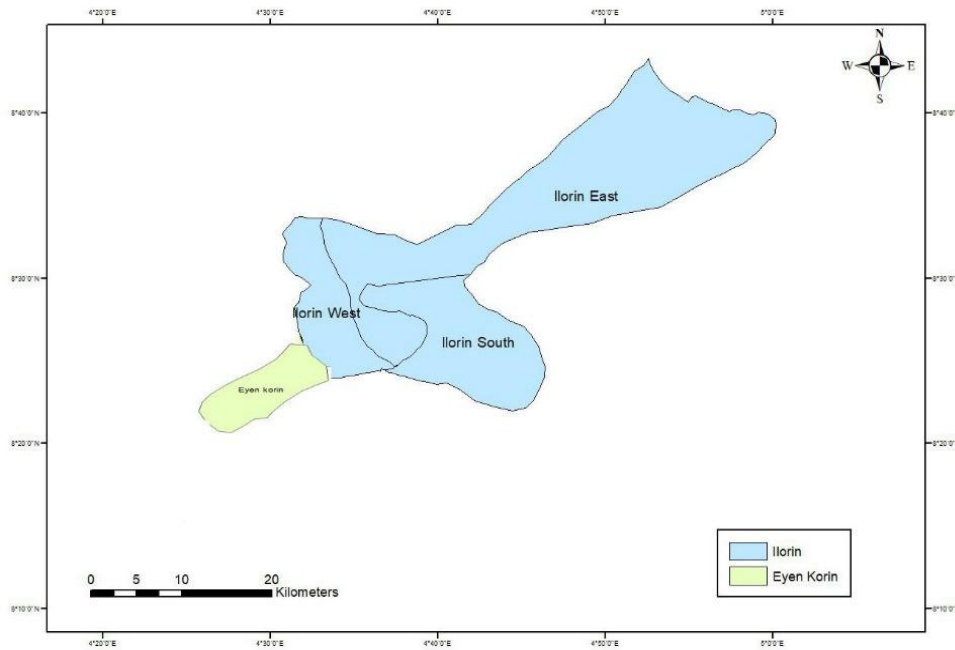 4°20'0"E 4°30'0"E 4°40'0"E 4°50'0"E 5°0'0"E
N
W E
S
8°40'0"N 8°40'0"N
Ilorin East
8°30'0"N 8°30'0"N
Ilorin West
Ilorin South
Eyen korin
8°20'0"N 8°20'0"N
Ilorin
Eyen Korin
0 5 10 20
Kilometers
8°10'0"N 8°10'0"N
4°20'0"E 4°30'0"E 4°40'0"E 4°50'0"E 5°0'0"E